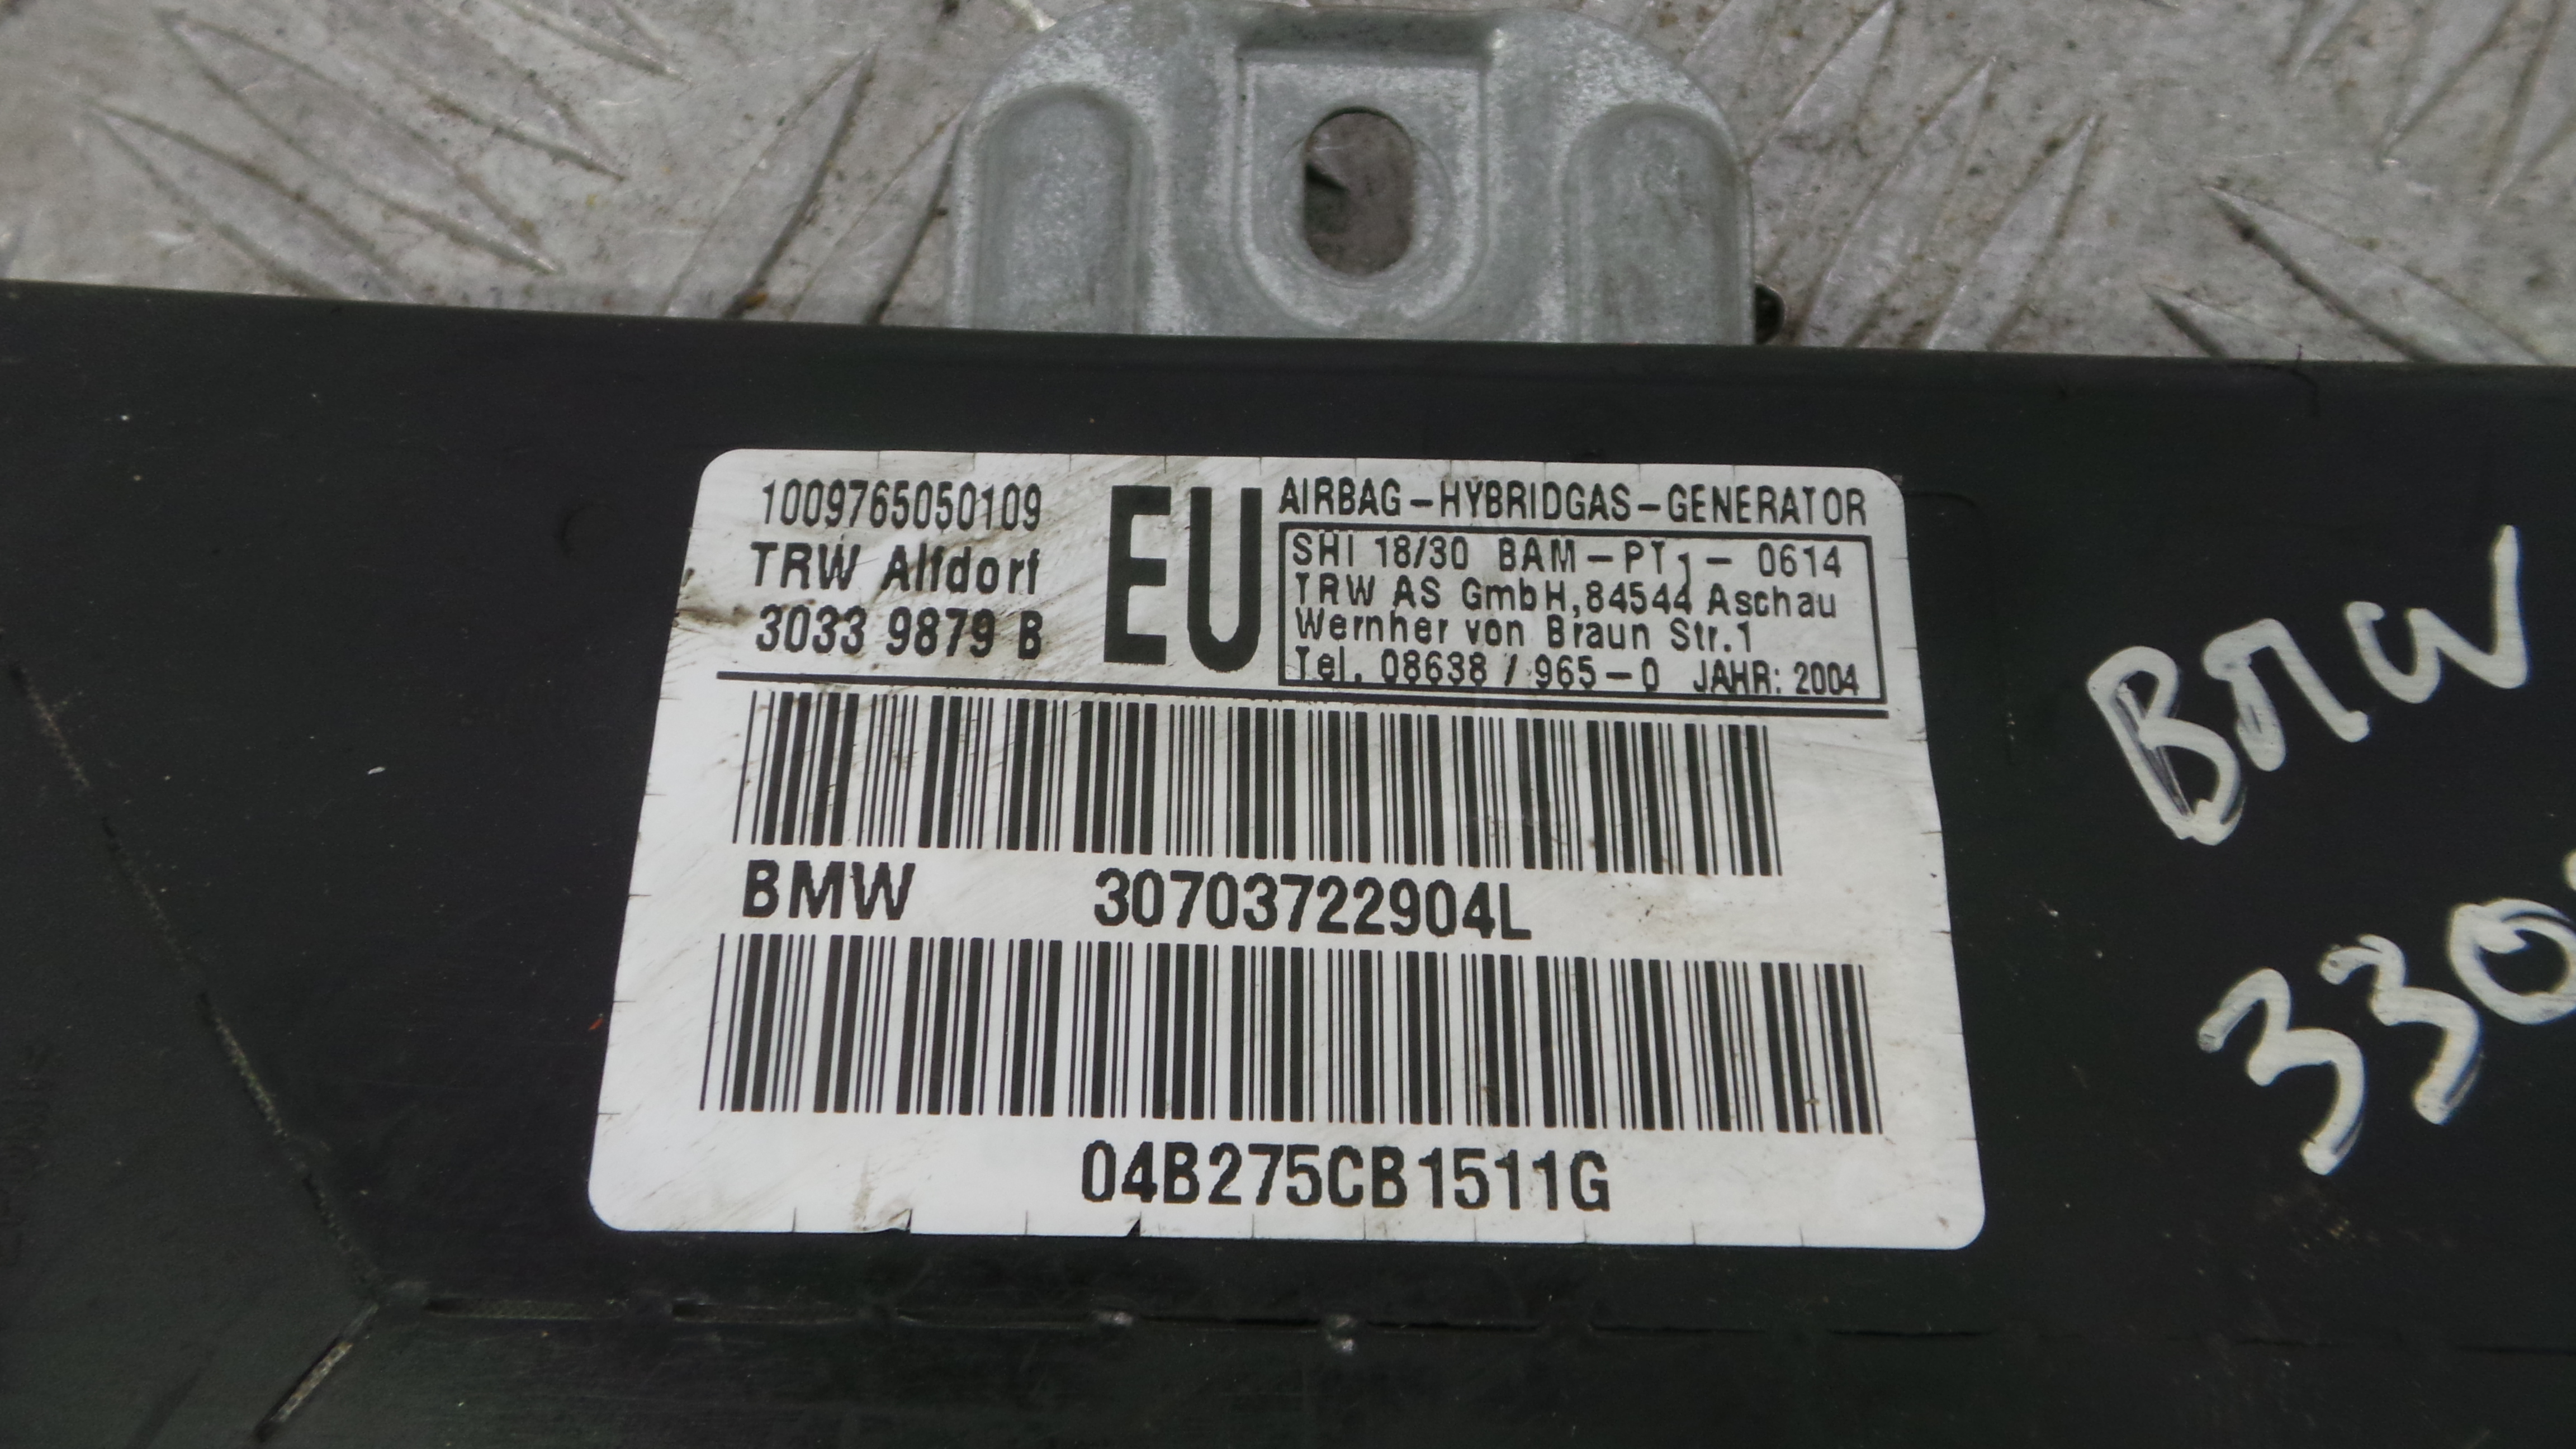 1009765050109
TRW Alfdorf
3033 9879 B
EU
AIRBAG-HYBRIDGAS-GENERATOR
SHI 18/30 BAM-PT1-0614
TRW AS GmbH,84544 Aschau
Wernher von Braun Str.1
Tel. 08638 / 965-0 JAHR: 2004
BMW 30703722904L
04B275CB1511G
BMW
330